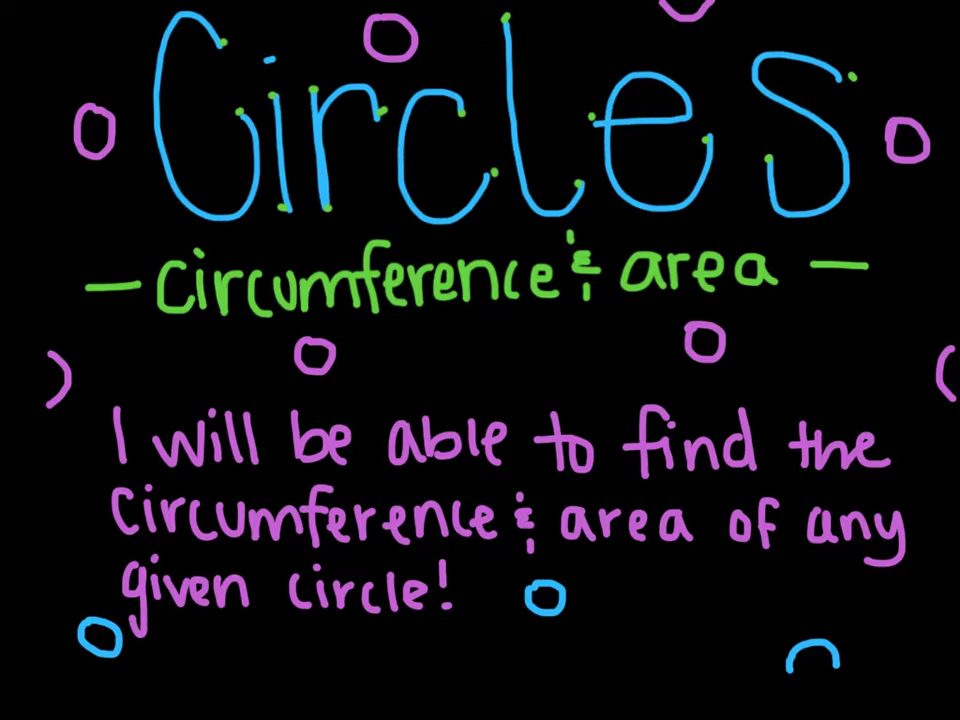 Circles
- circumference & area -
I will be able to find the
circumference & area of any
given circle!